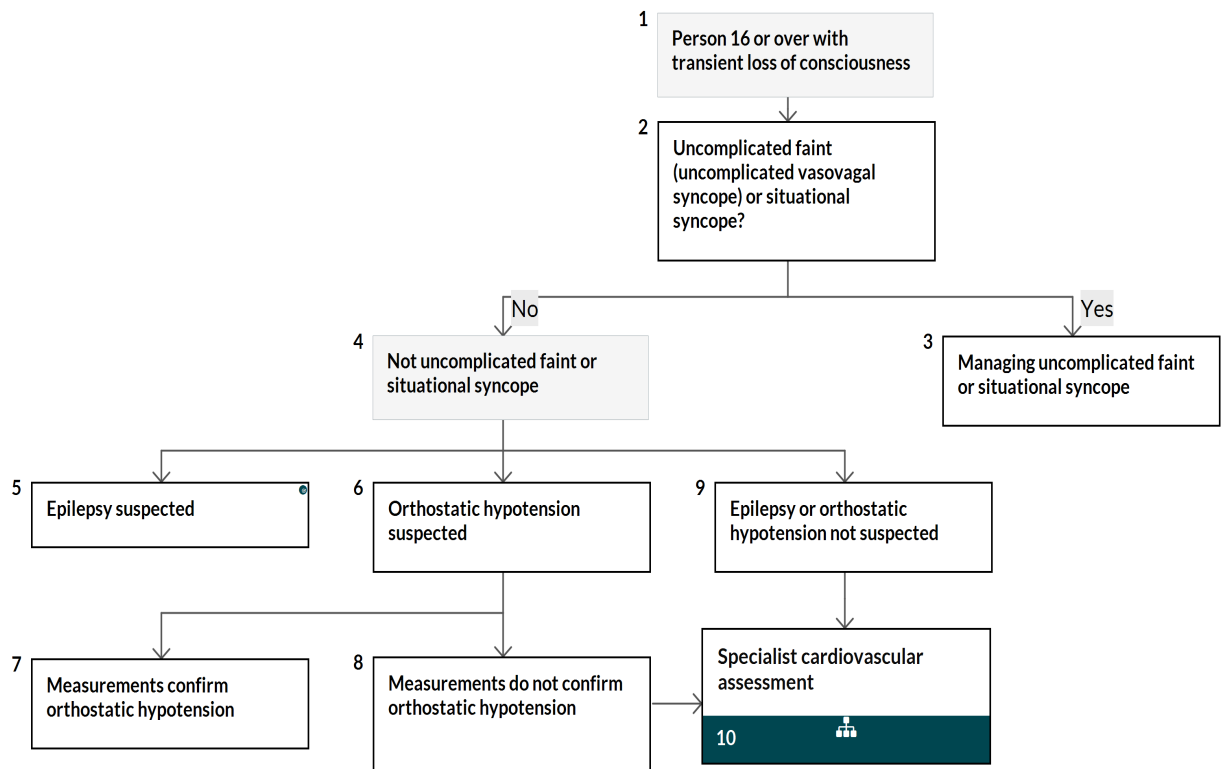 1
Person 16 or over with
transient loss of consciousness
2
Uncomplicated faint
(uncomplicated vasovagal
syncope) or situational
syncope?
No
Yes
4
Not uncomplicated faint or
situational syncope
3
Managing uncomplicated faint
or situational syncope
5
Epilepsy suspected
6
Orthostatic hypotension
suspected
9
Epilepsy or orthostatic
hypotension not suspected
7
Measurements confirm
orthostatic hypotension
8
Measurements do not confirm
orthostatic hypotension
Specialist cardiovascular
assessment
10